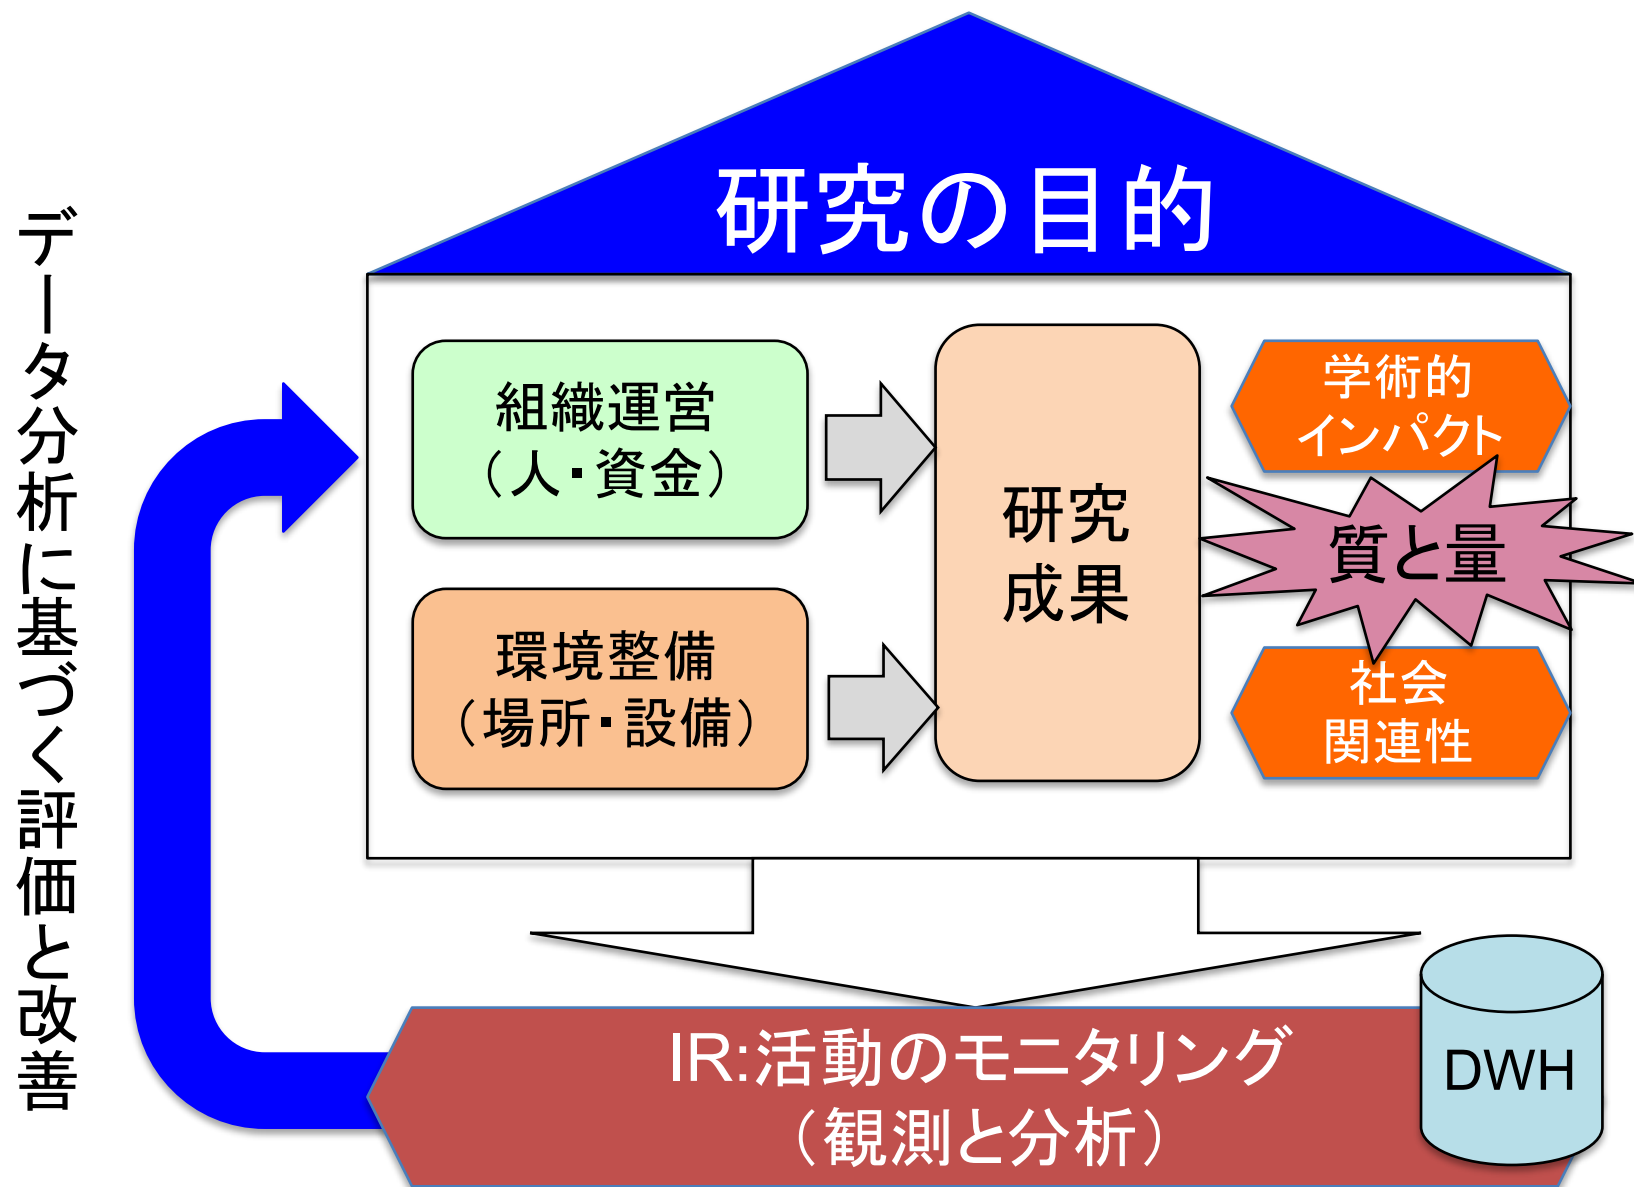 研究の目的
データ分析に基づく評価と改善
組織運営
（人・資金）
環境整備
（場所・設備）
研究
成果
学術的
インパクト
質と量
社会
関連性
IR:活動のモニタリング
（観測と分析）
DWH